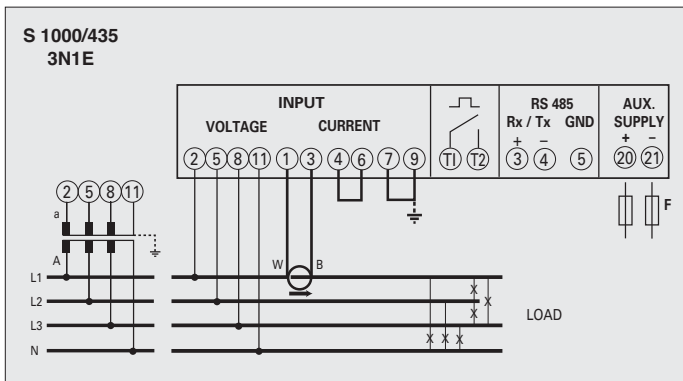 S 1000/435
3N1E
INPUT
VOLTAGE CURRENT
RS 485
Rx / Tx GND
+ –
AUX.
SUPPLY
+ –
2 5 8 11 1 3 4 6 7 9 T1 T2 3 4 5 20 21
2 5 8 11
F
a
A
W B
L1
L2
L3
N
x
x
x
x
x x x
LOAD